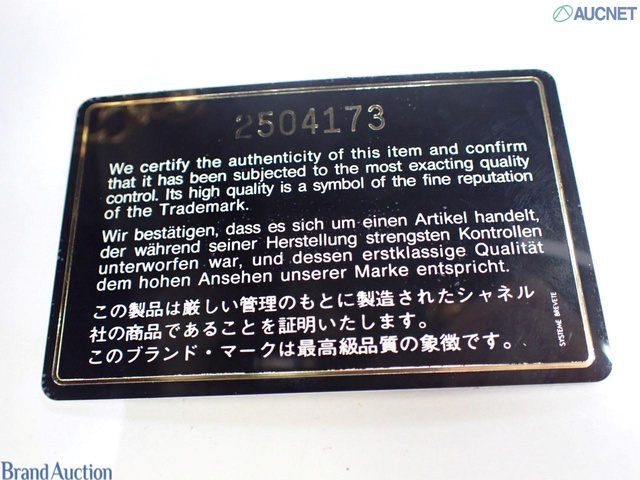 AUCNET
2504173
We certify the authenticity of this item and confirm
that it has been subjected to the most exacting quality
control. Its high quality is a symbol of the fine reputation
of the Trademark.
Wir bestätigen, dass es sich um einen Artikel handelt,
der während seiner Herstellung strengsten Kontrollen
unterworfen war, und dessen erstklassige Qualität
dem hohen Ansehen unserer Marke entspricht.
この製品は厳しい管理のもとに製造されたシャネル
社の商品であることを証明いたします。
このブランド・マークは最高級品質の象徴です。
SYSTEME BREVETE
Brand Auction